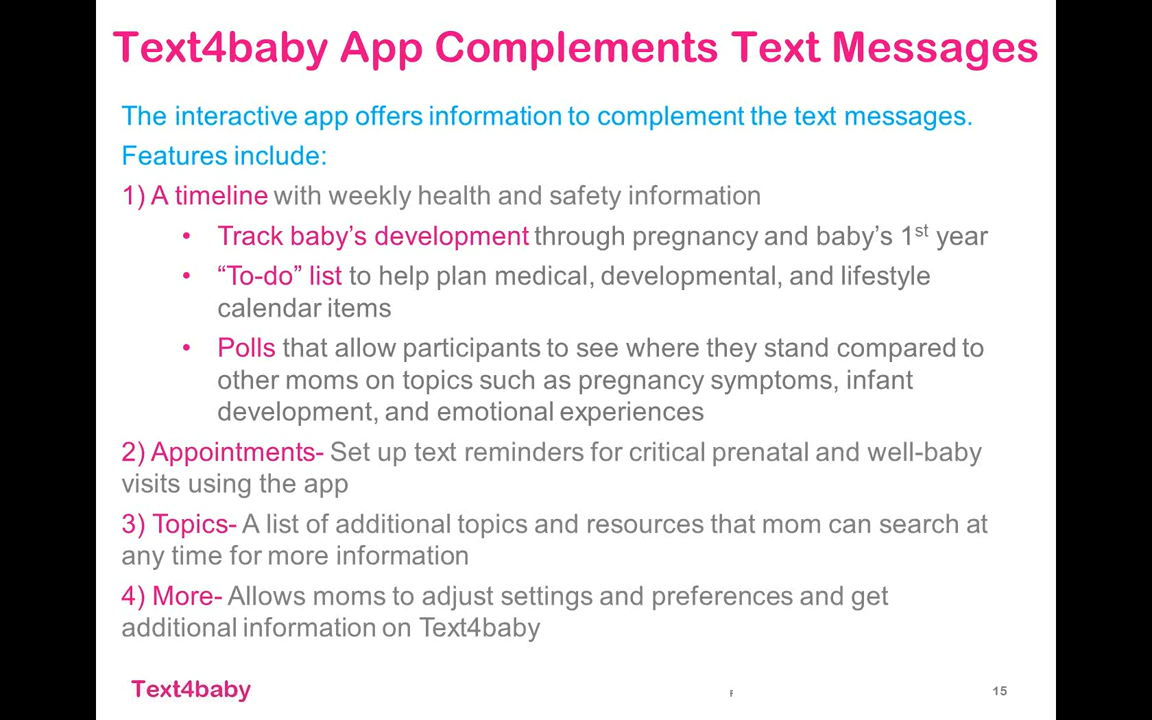 Text4baby App Complements Text Messages
The interactive app offers information to complement the text messages.
Features include:
1) A timeline with weekly health and safety information
• Track baby’s development through pregnancy and baby’s 1st year
• “To-do” list to help plan medical, developmental, and lifestyle
calendar items
• Polls that allow participants to see where they stand compared to
other moms on topics such as pregnancy symptoms, infant
development, and emotional experiences
2) Appointments- Set up text reminders for critical prenatal and well-baby
visits using the app
3) Topics- A list of additional topics and resources that mom can search at
any time for more information
4) More- Allows moms to adjust settings and preferences and get
additional information on Text4baby
Text4baby
15